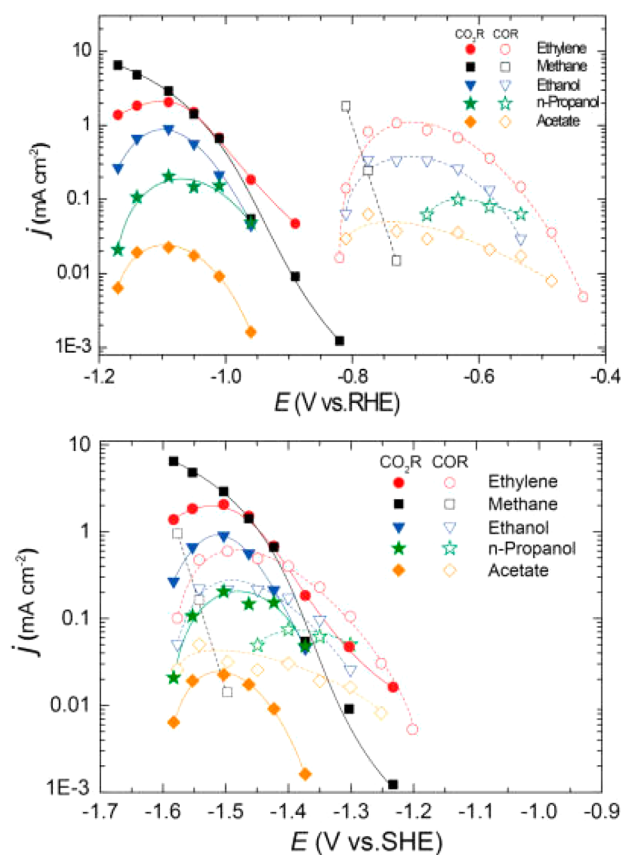 CO2R COR
10
Ethylene
Methane
Ethanol
n-Propanol
Acetate
1
0.1
0.01
1E-3
j (mA cm-2)
-1.2 -1.0 -0.8 -0.6 -0.4
E (V vs.RHE)
10
CO2R COR
Ethylene
Methane
Ethanol
n-Propanol
Acetate
1
0.1
0.01
1E-3
j (mA cm-2)
-1.7 -1.6 -1.5 -1.4 -1.3 -1.2 -1.1 -1.0 -0.9
E (V vs.SHE)